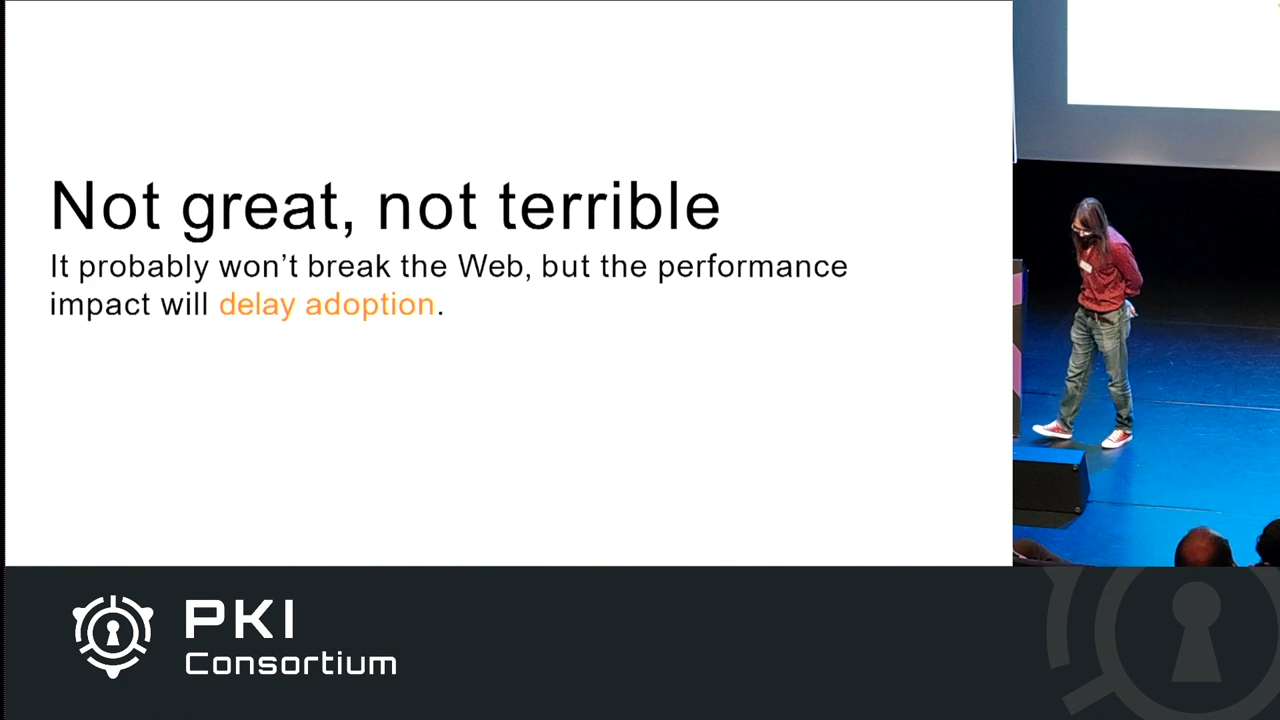 Not great, not terrible
It probably won’t break the Web, but the performance
impact will delay adoption.
PKI
Consortium